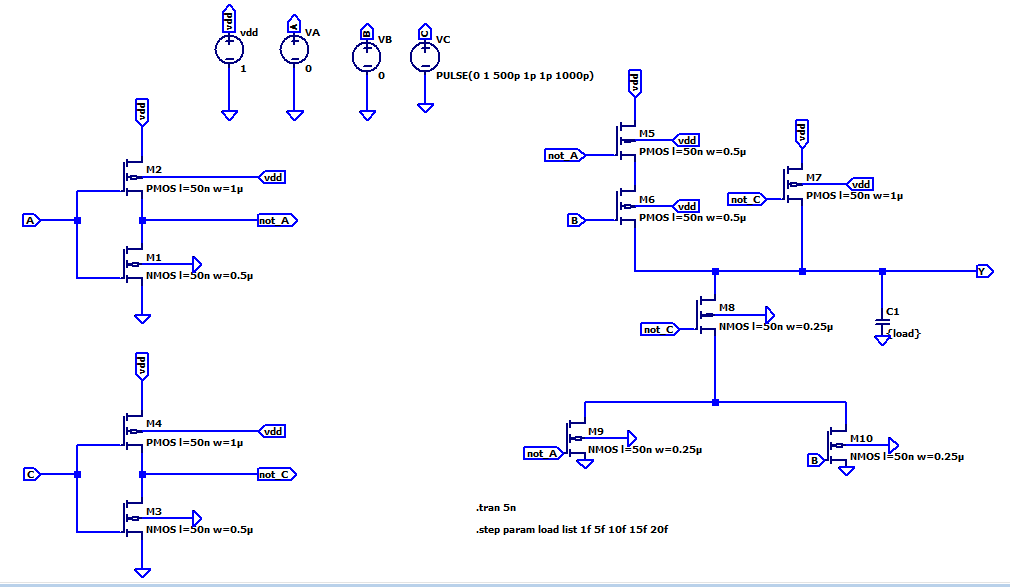 vdd
vdd
1
A
VA
0
B
VB
0
C
VC
PULSE(0 1 500p 1p 1p 1000p)
vdd
M2
vdd
PMOS l=50n w=1µ
A
not_A
M1
NMOS l=50n w=0.5µ
vdd
M4
vdd
PMOS l=50n w=1µ
C
not_C
M3
NMOS l=50n w=0.5µ
vdd
M5
vdd
not_A
PMOS l=50n w=0.5µ
M6
vdd
B
PMOS l=50n w=0.5µ
vdd
M7
vdd
not_C
PMOS l=50n w=1µ
Y
M8
not_C
NMOS l=50n w=0.25µ
C1
{load}
M9
not_A
NMOS l=50n w=0.25µ
M10
B
NMOS l=50n w=0.25µ
.tran 5n
.step param load list 1f 5f 10f 15f 20f